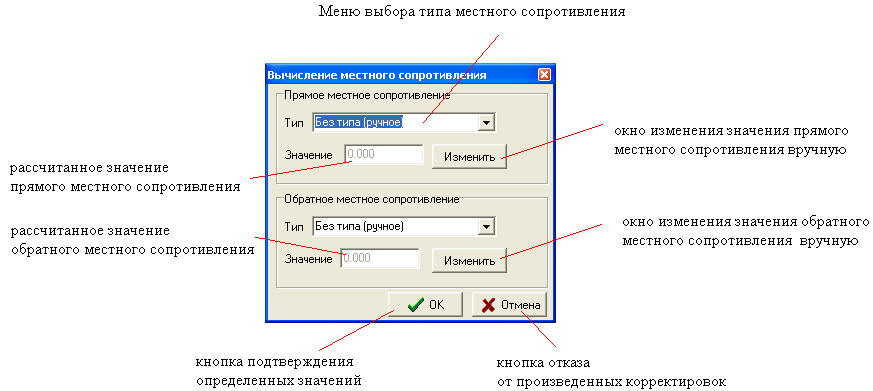 Меню выбора типа местного сопротивления
Вычисление местного сопротивления
Прямое местное сопротивление
Тип Без типа (ручное)
Значение 0.000 Изменить
окно изменения значения прямого
местного сопротивления вручную
рассчитанное значение
прямого местного сопротивления
Обратное местное сопротивление
Тип Без типа (ручное)
Значение 0.000 Изменить
рассчитанное значение
обратного местного сопротивления
окно изменения значения обратного
местного сопротивления вручную
OK Отмена
кнопка подтверждения
определенных значений
кнопка отказа
от произведенных корректировок